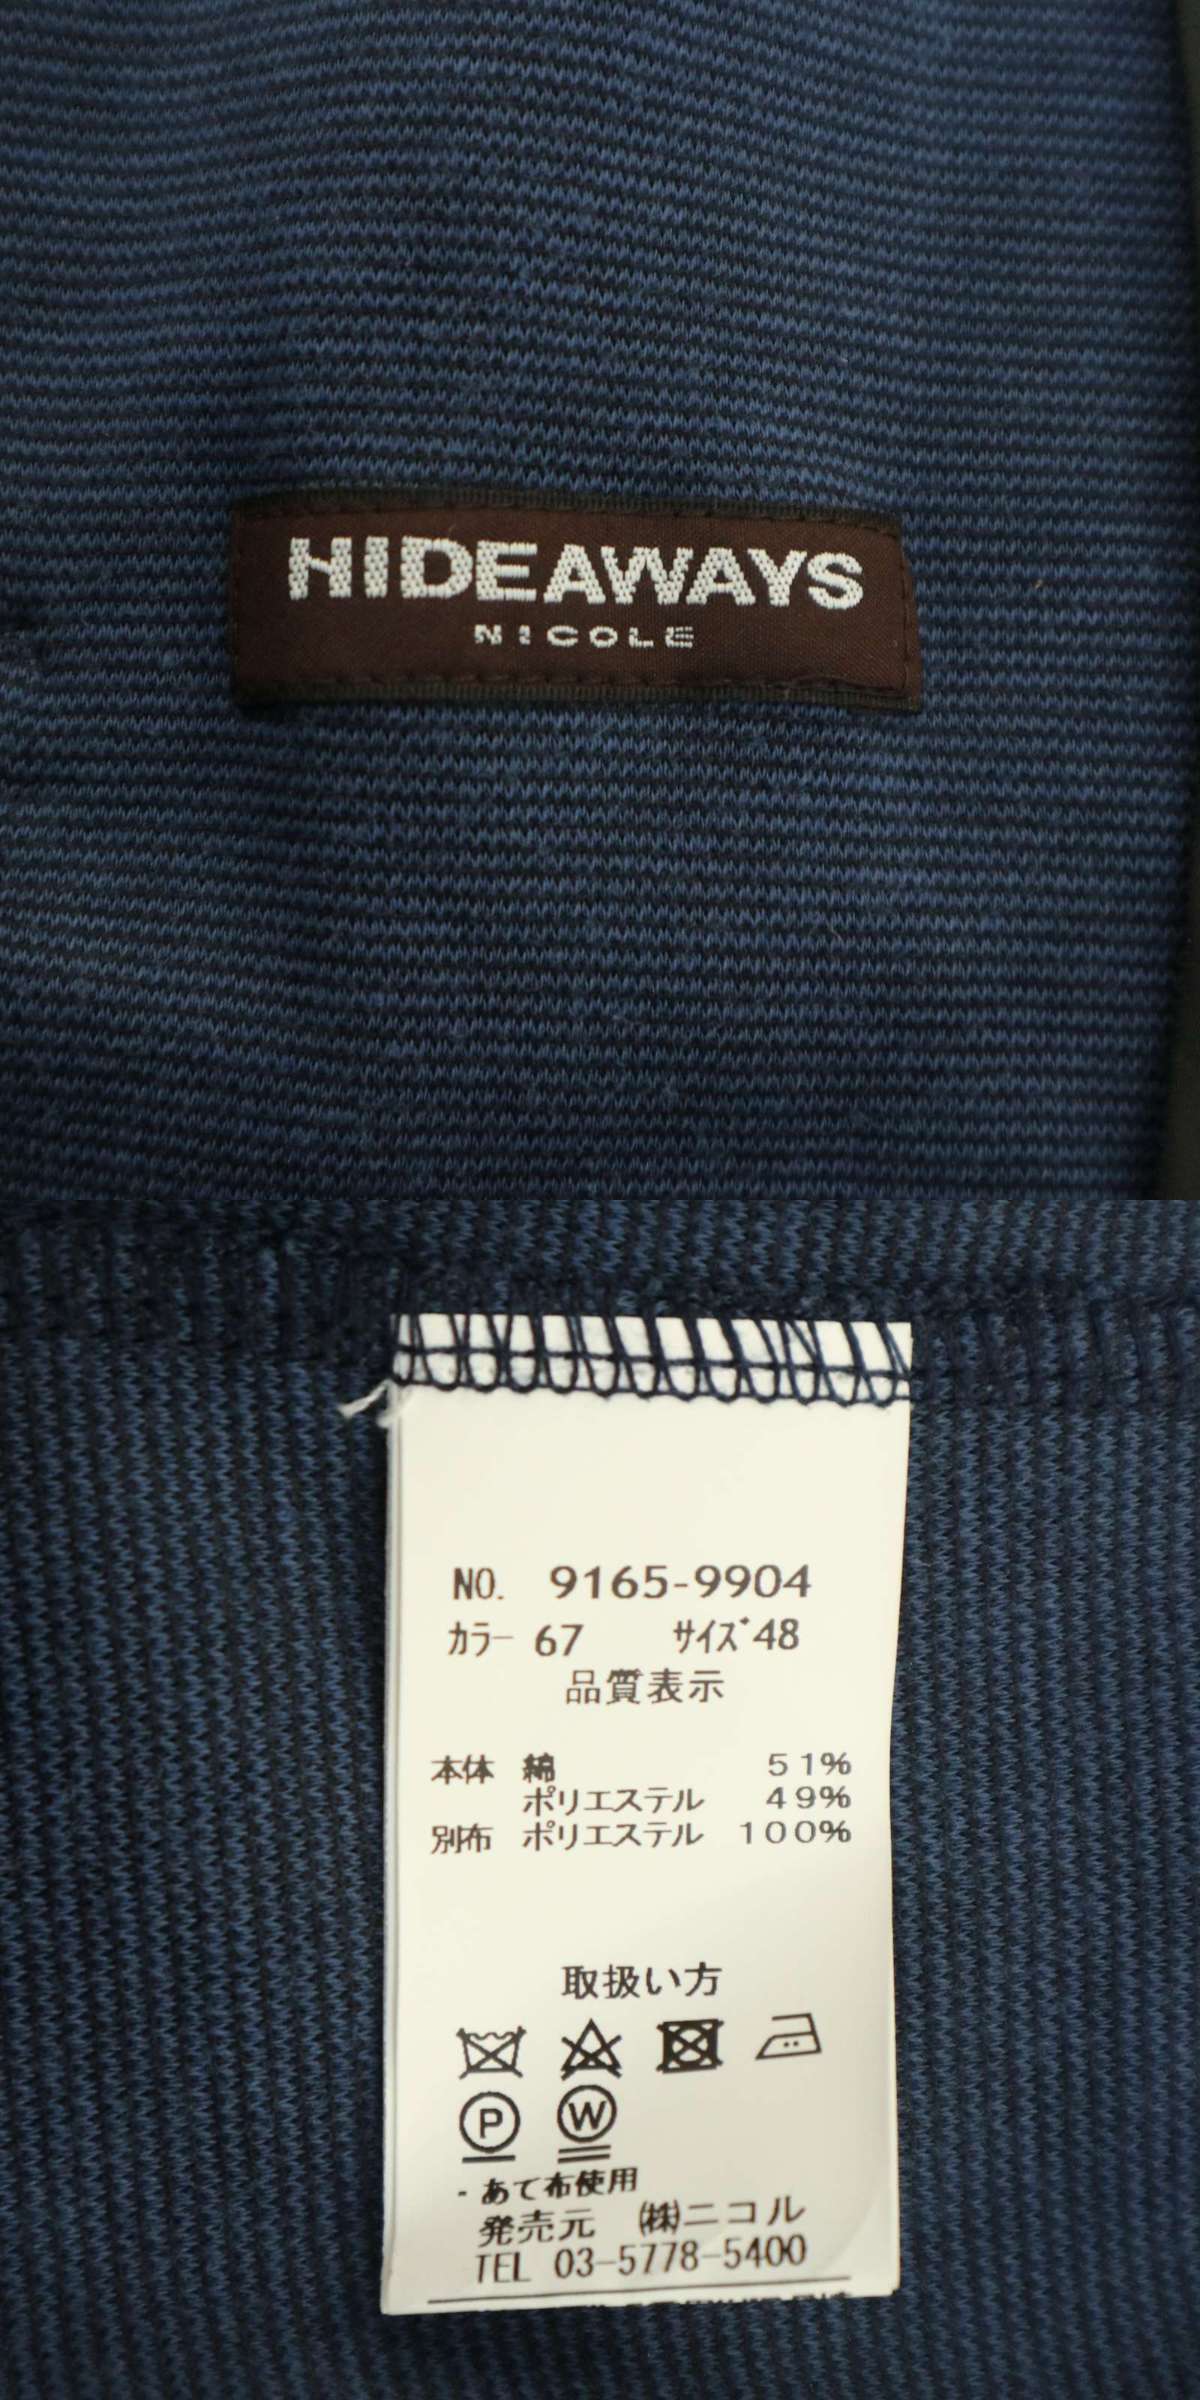 HIDEAWAYS
NICOLE
NO. 9165-9904
カラー 67 サイズ 48
品質表示
本体 綿 51%
ポリエステル 49%
別布 ポリエステル 100%
取扱い方
P W
・あて布使用
発売元 ㈱ニコル
TEL 03-5778-5400